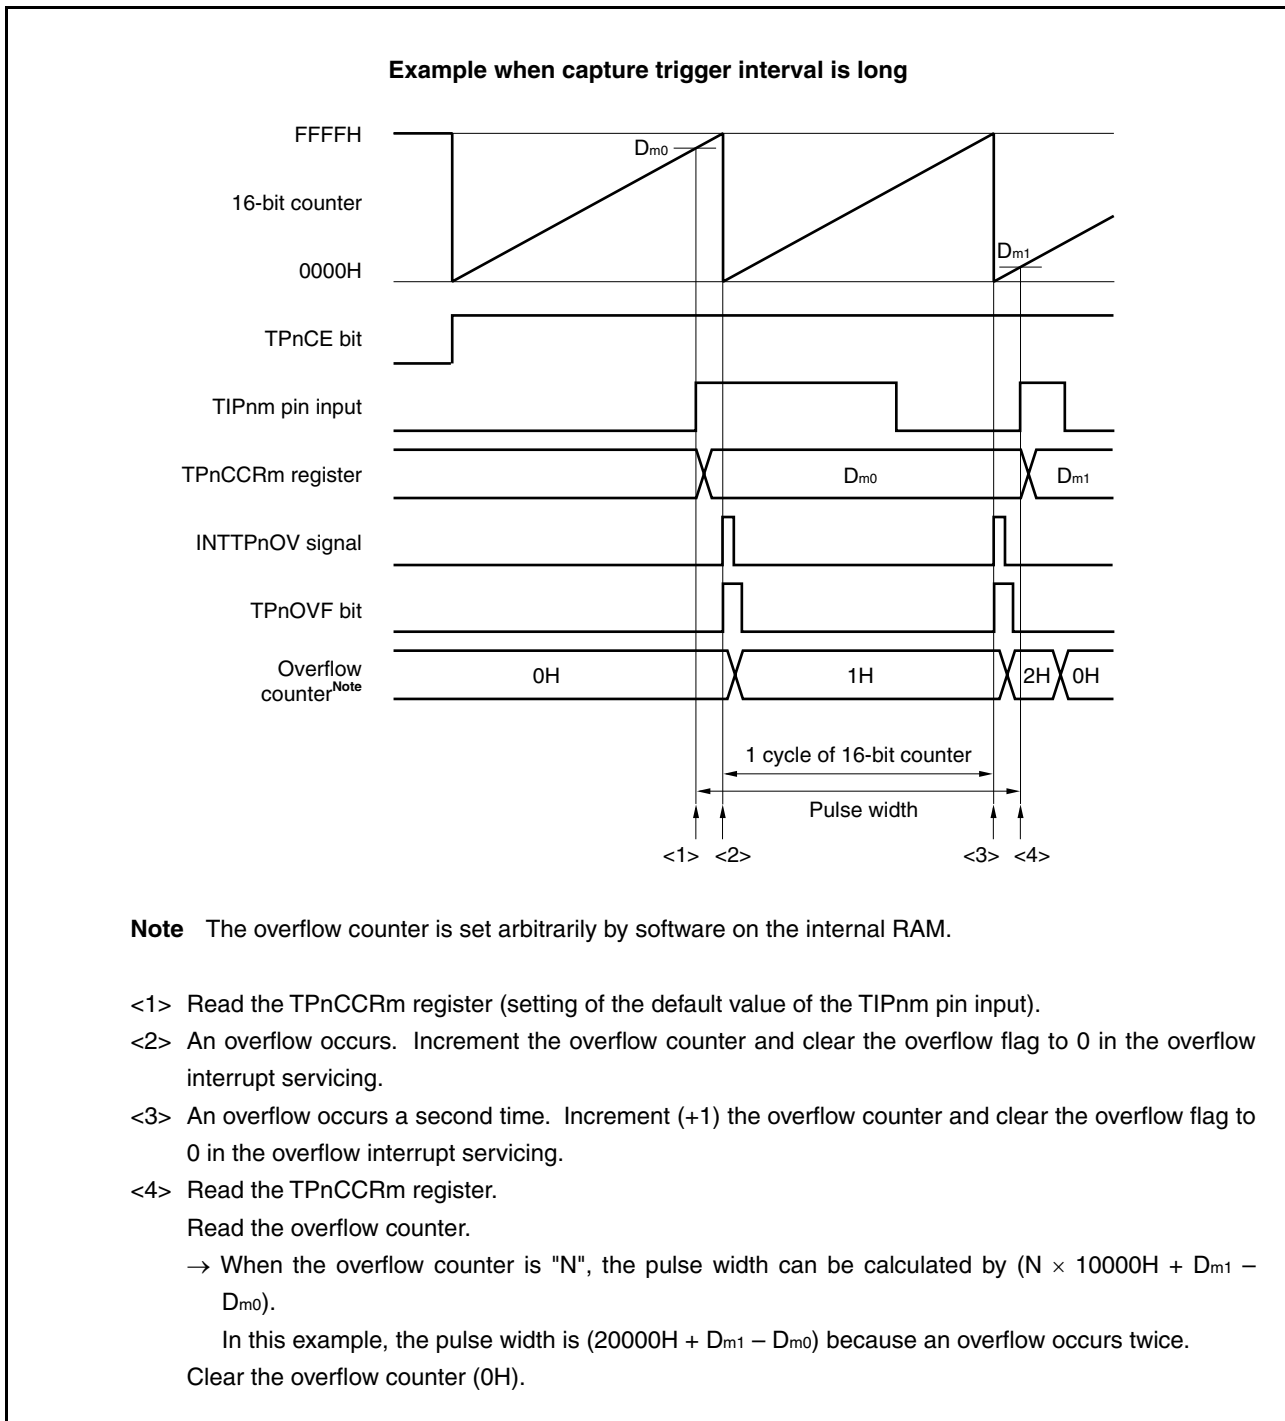 Example when capture trigger interval is long
FFFFH
Dm0
16-bit counter
Dm1
0000H
TPnCE bit
TIPnm pin input
TPnCCRm register
Dm0
Dm1
INTTPnOV signal
TPnOVF bit
Overflow
counterNote
0H
1H
2H
0H
1 cycle of 16-bit counter
Pulse width
<1> <2> <3> <4>
Note The overflow counter is set arbitrarily by software on the internal RAM.
<1> Read the TPnCCRm register (setting of the default value of the TIPnm pin input).
<2> An overflow occurs. Increment the overflow counter and clear the overflow flag to 0 in the overflow
interrupt servicing.
<3> An overflow occurs a second time. Increment (+1) the overflow counter and clear the overflow flag to
0 in the overflow interrupt servicing.
<4> Read the TPnCCRm register.
Read the overflow counter.
→ When the overflow counter is "N", the pulse width can be calculated by (N × 10000H + Dm1 –
Dm0).
In this example, the pulse width is (20000H + Dm1 – Dm0) because an overflow occurs twice.
Clear the overflow counter (0H).